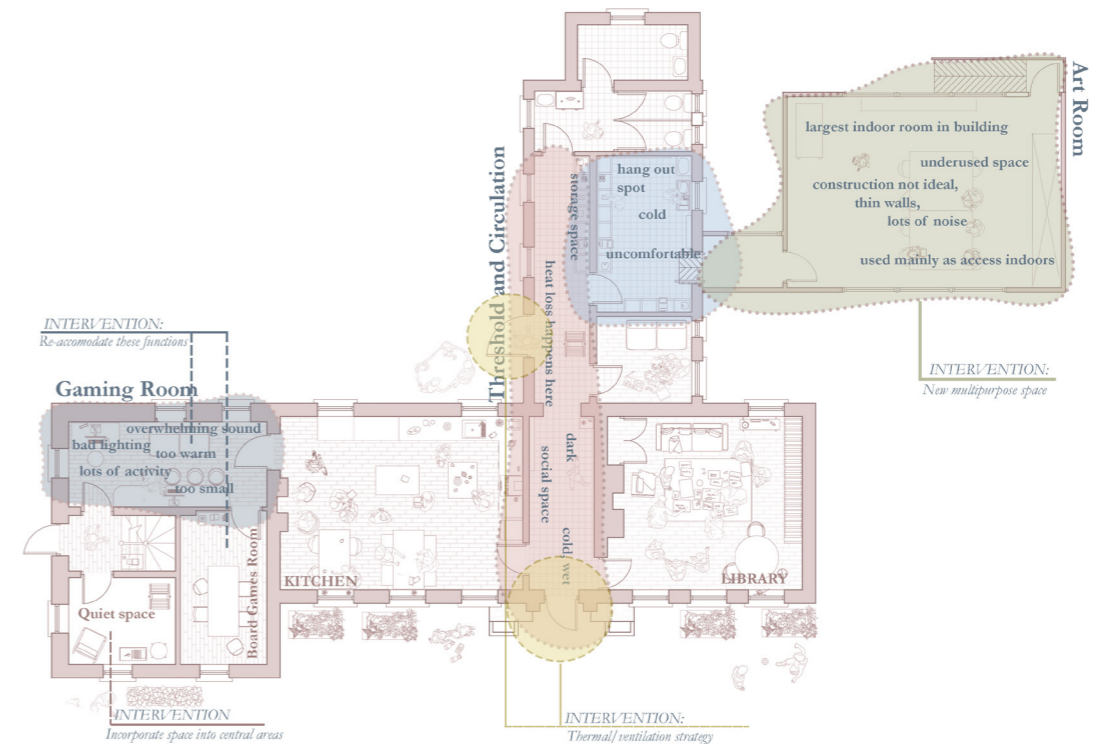 Art Room
largest indoor room in building
underused space
construction not ideal,
thin walls,
lots of noise
used mainly as access indoors
hang out
spot
cold
uncomfortable
storage space
Threshold and Circulation
heat loss happens here
dark
social space
cold, wet
INTERVENTION:
Re-accomodate these functions
INTERVENTION:
New multipurpose space
Gaming Room
overwhelming sound
bad lighting
too warm
lots of activity
too small
KITCHEN
LIBRARY
Quiet space
Board Games Room
INTERVENTION
Incorporate space into central areas
INTERVENTION:
Thermal/ventilation strategy